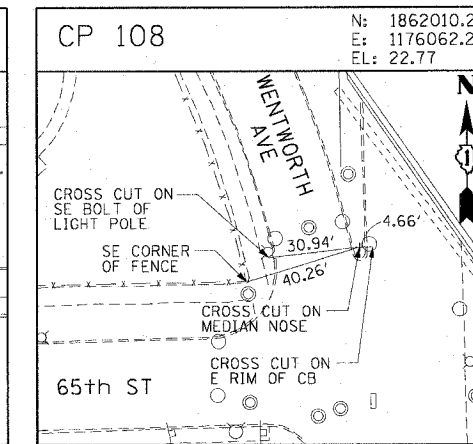 CP 108
N: 1862010.2
E: 1176062.2
EL: 22.77
N
WENTWORTH
AVE
CROSS CUT ON
SE BOLT OF
LIGHT POLE
4.66'
30.94'
SE CORNER
OF FENCE
40.26'
CROSS CUT ON
MEDIAN NOSE
CROSS CUT ON
E RIM OF CB
65th ST